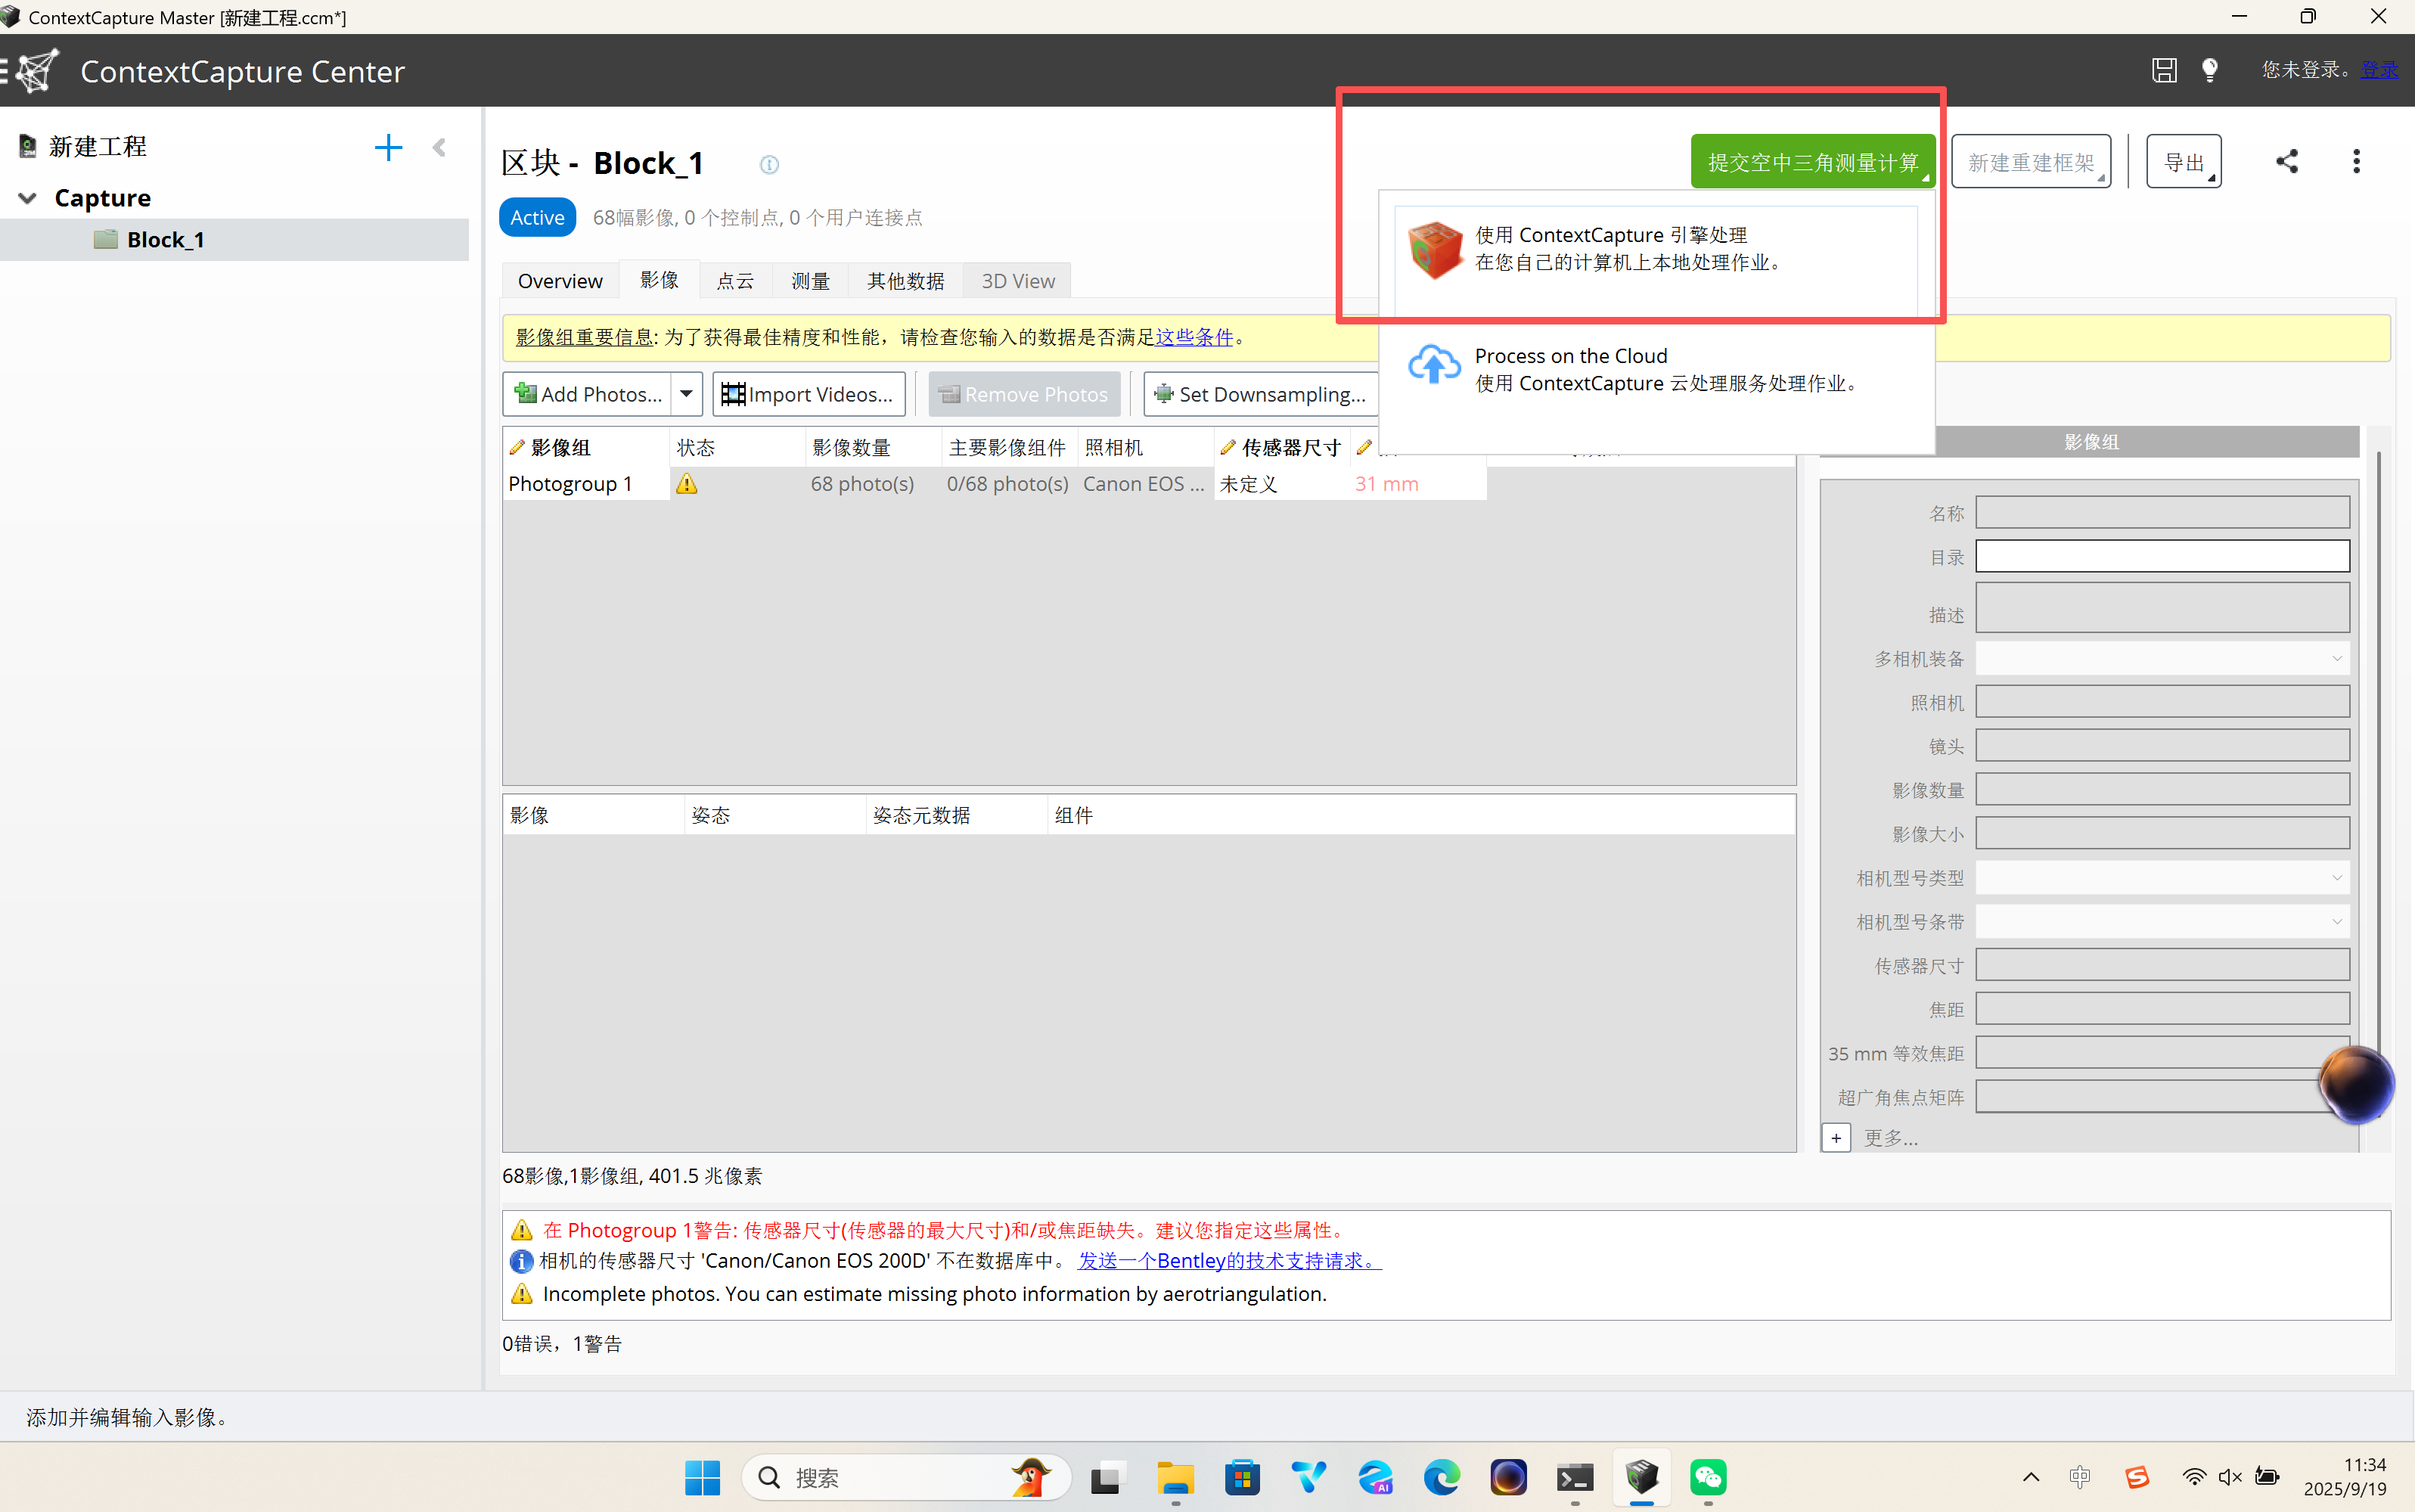 ContextCapture Master [新建工程.ccm*]
ContextCapture Center
您未登录。登录
新建工程
Capture
Block_1
区块 - Block_1
提交空中三角测量计算
新建重建框架
导出
Active
68幅影像, 0 个控制点, 0 个用户连接点
使用 ContextCapture 引擎处理
在您自己的计算机上本地处理作业。
Overview
影像
点云
测量
其他数据
3D View
影像组重要信息: 为了获得最佳精度和性能，请检查您输入的数据是否满足这些条件。
Process on the Cloud
使用 ContextCapture 云处理服务处理作业。
Add Photos...
Import Videos...
Remove Photos
Set Downsampling...
影像组
状态
影像数量
主要影像组件
照相机
传感器尺寸
Photogroup 1
68 photo(s)
0/68 photo(s)
Canon EOS ...
未定义
31 mm
影像组
名称
目录
描述
多相机装备
照相机
镜头
影像数量
影像大小
相机型号类型
相机型号条带
传感器尺寸
焦距
35 mm 等效焦距
超广角焦点矩阵
+ 更多...
影像
姿态
姿态元数据
组件
68影像,1影像组, 401.5 兆像素
在 Photogroup 1警告: 传感器尺寸(传感器的最大尺寸)和/或焦距缺失。建议您指定这些属性。
相机的传感器尺寸 'Canon/Canon EOS 200D' 不在数据库中。 发送一个Bentley的技术支持请求。
Incomplete photos. You can estimate missing photo information by aerotriangulation.
0错误，1警告
添加并编辑输入影像。
搜索
AI
中
11:34
2025/9/19